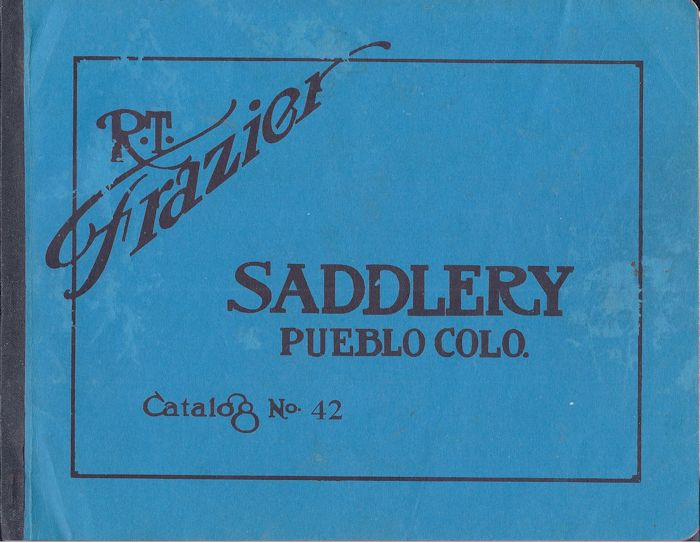 R.T.
Frazier
SADDLERY
PUEBLO COLO.
Catalog No. 42